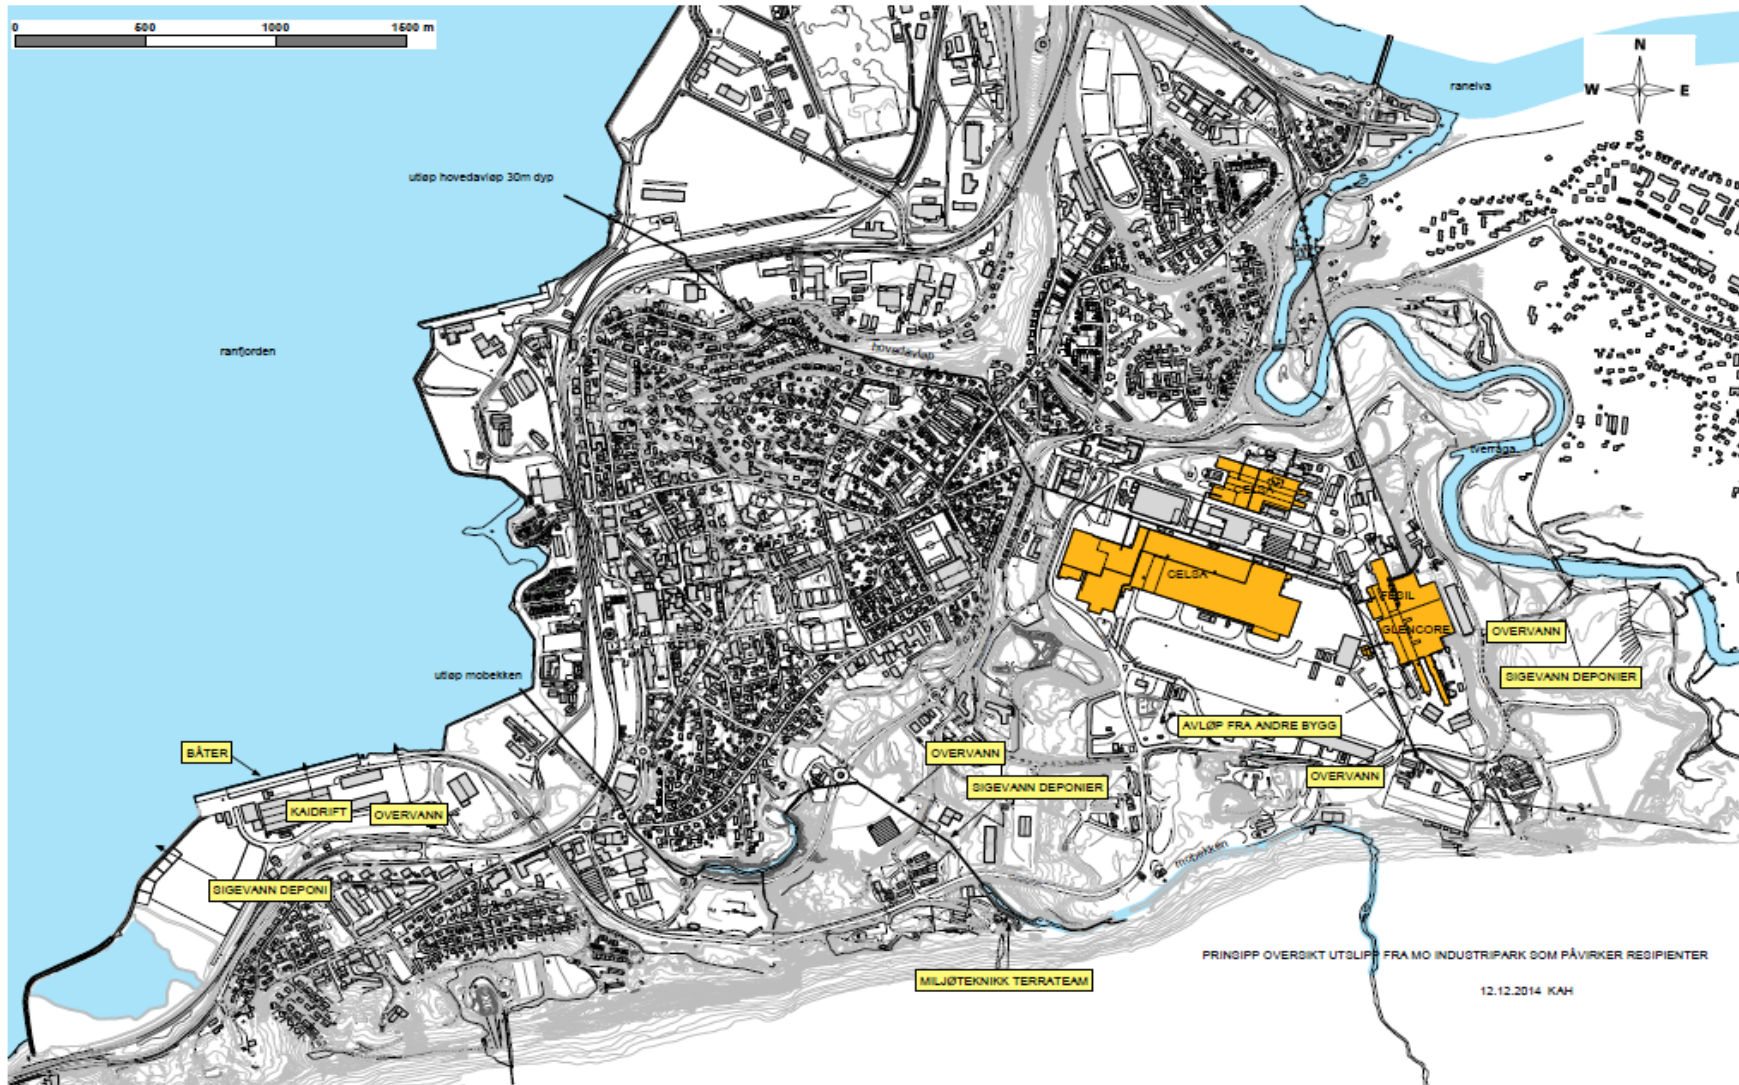 0 500 1000 1500 m
N
W E
S
ranelva
utløp hovedavløp 30m dyp
ranfjorden
hovedavløp
tverråga
CELSA
CELSA
FESIL
GLENCORE
OVERVANN
SIGEVANN DEPONIER
utløp mobekken
AVLØP FRA ANDRE BYGG
BÅTER
OVERVANN
OVERVANN
SIGEVANN DEPONIER
KAIDRIFT
OVERVANN
mobekken
SIGEVANN DEPONI
PRINSIPP OVERSIKT UTSLIPP FRA MO INDUSTRIPARK SOM PÅVIRKER RESIPIENTER
MILJØTEKNIKK TERRATEAM
12.12.2014 KAH